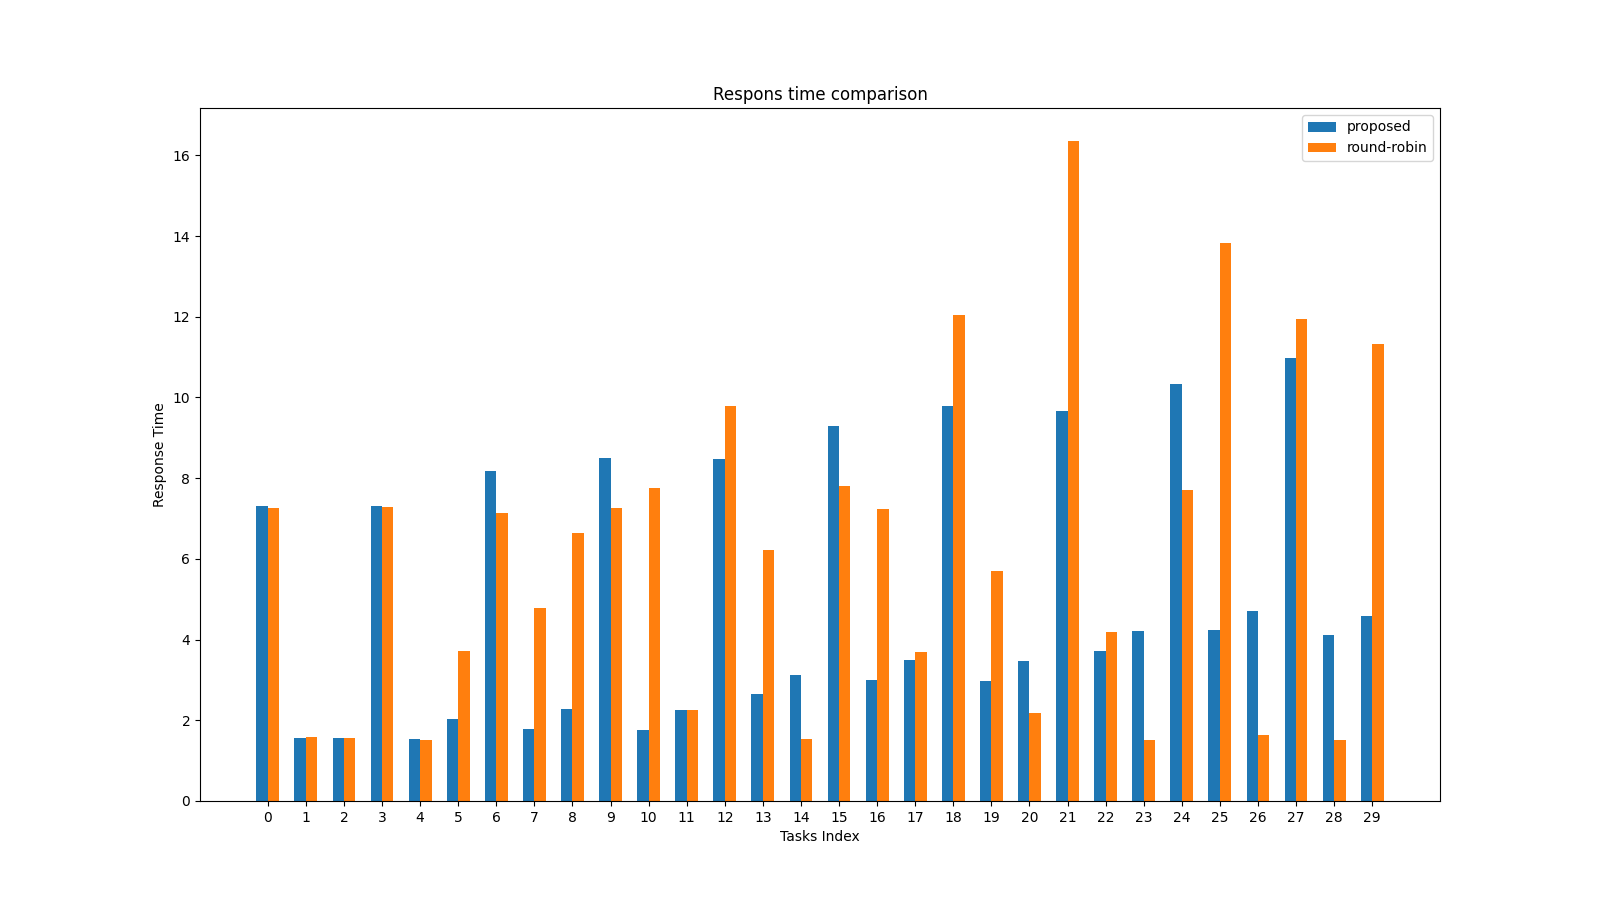 Respons time comparison
proposed
round-robin
16
14
12
10
8
6
4
2
0
Response Time
0 1 2 3 4 5 6 7 8 9 10 11 12 13 14 15 16 17 18 19 20 21 22 23 24 25 26 27 28 29
Tasks Index